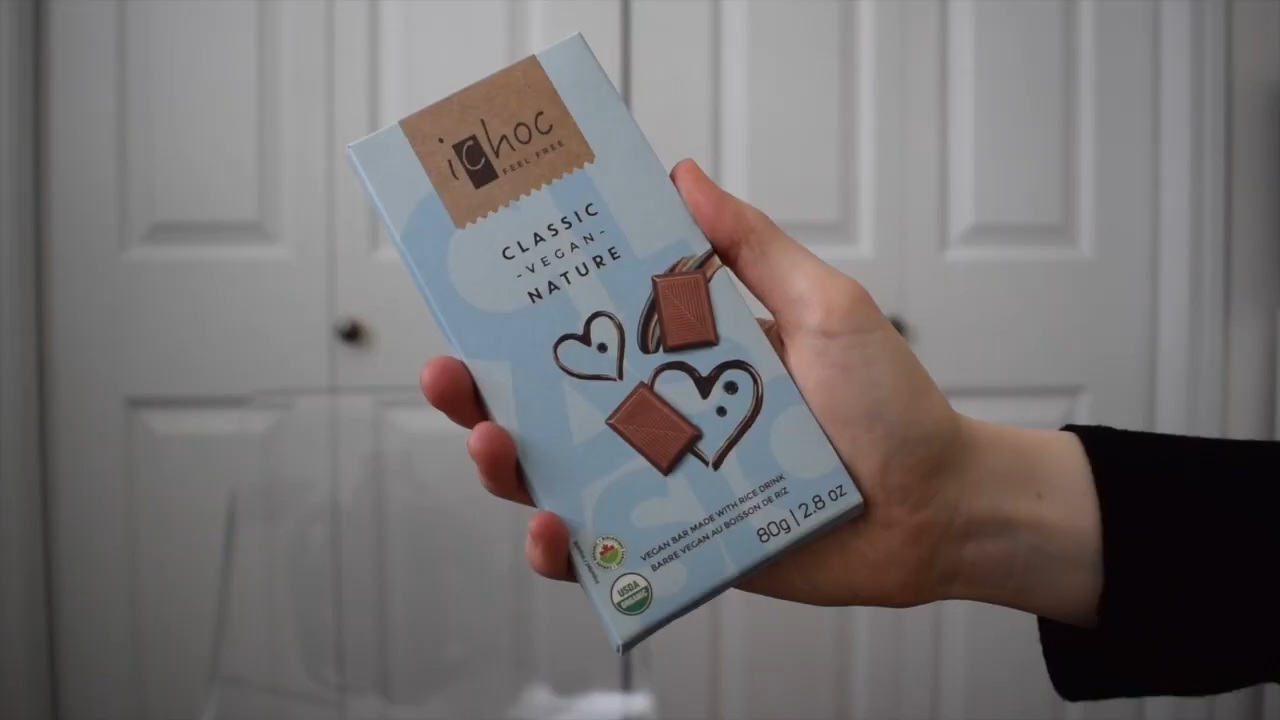 ichoc
FEEL FREE
CLASSIC
-VEGAN-
NATURE
VEGAN BAR MADE WITH RICE DRINK
BARRE VEGAN AU BOISSON DE RIZ
80g | 2.8 oz
USDA
ORGANIC